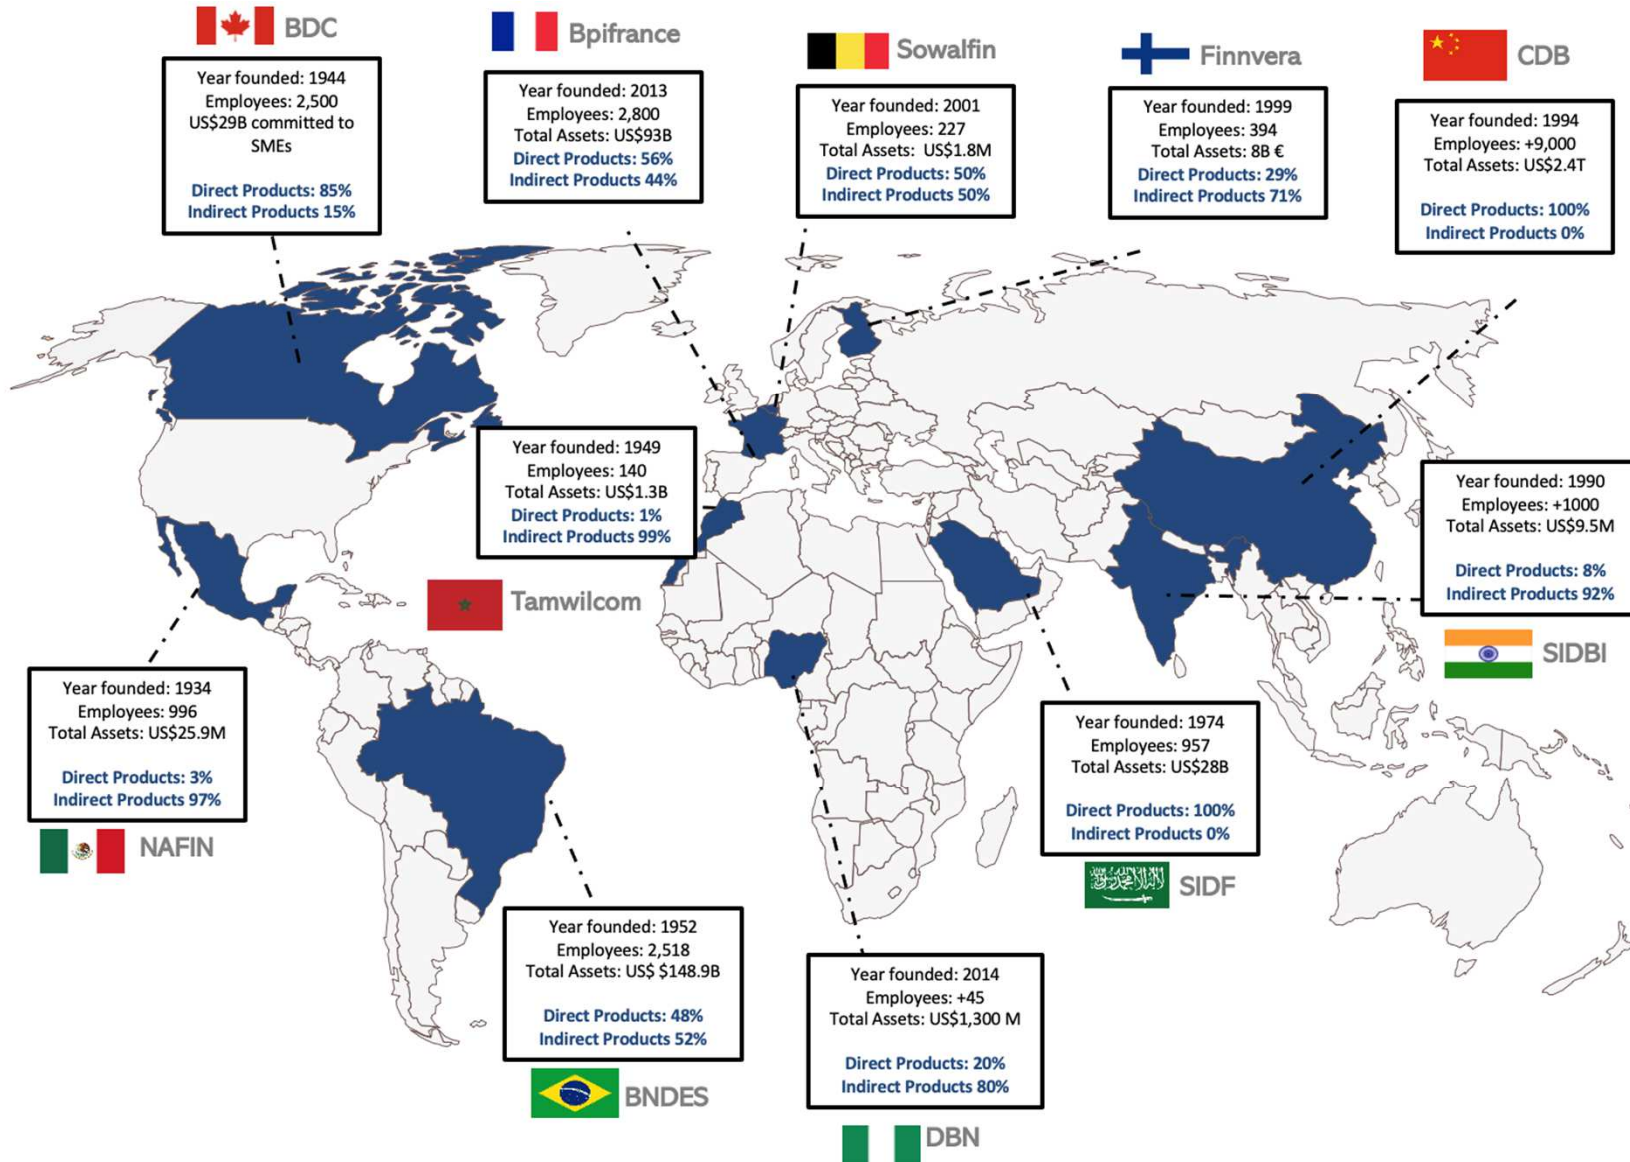 BDC
Year founded: 1944
Employees: 2,500
US$29B committed to
SMEs
Direct Products: 85%
Indirect Products 15%
Bpifrance
Year founded: 2013
Employees: 2,800
Total Assets: US$93B
Direct Products: 56%
Indirect Products 44%
Sowalfin
Year founded: 2001
Employees: 227
Total Assets: US$1.8M
Direct Products: 50%
Indirect Products 50%
Finnvera
Year founded: 1999
Employees: 394
Total Assets: 8B €
Direct Products: 29%
Indirect Products 71%
CDB
Year founded: 1994
Employees: +9,000
Total Assets: US$2.4T
Direct Products: 100%
Indirect Products 0%
Year founded: 1949
Employees: 140
Total Assets: US$1.3B
Direct Products: 1%
Indirect Products 99%
Tamwilcom
Year founded: 1990
Employees: +1000
Total Assets: US$9.5M
Direct Products: 8%
Indirect Products 92%
SIDBI
Year founded: 1934
Employees: 996
Total Assets: US$25.9M
Direct Products: 3%
Indirect Products 97%
NAFIN
Year founded: 1974
Employees: 957
Total Assets: US$28B
Direct Products: 100%
Indirect Products 0%
SIDF
Year founded: 1952
Employees: 2,518
Total Assets: US$ $148.9B
Direct Products: 48%
Indirect Products 52%
BNDES
Year founded: 2014
Employees: +45
Total Assets: US$1,300 M
Direct Products: 20%
Indirect Products 80%
DBN